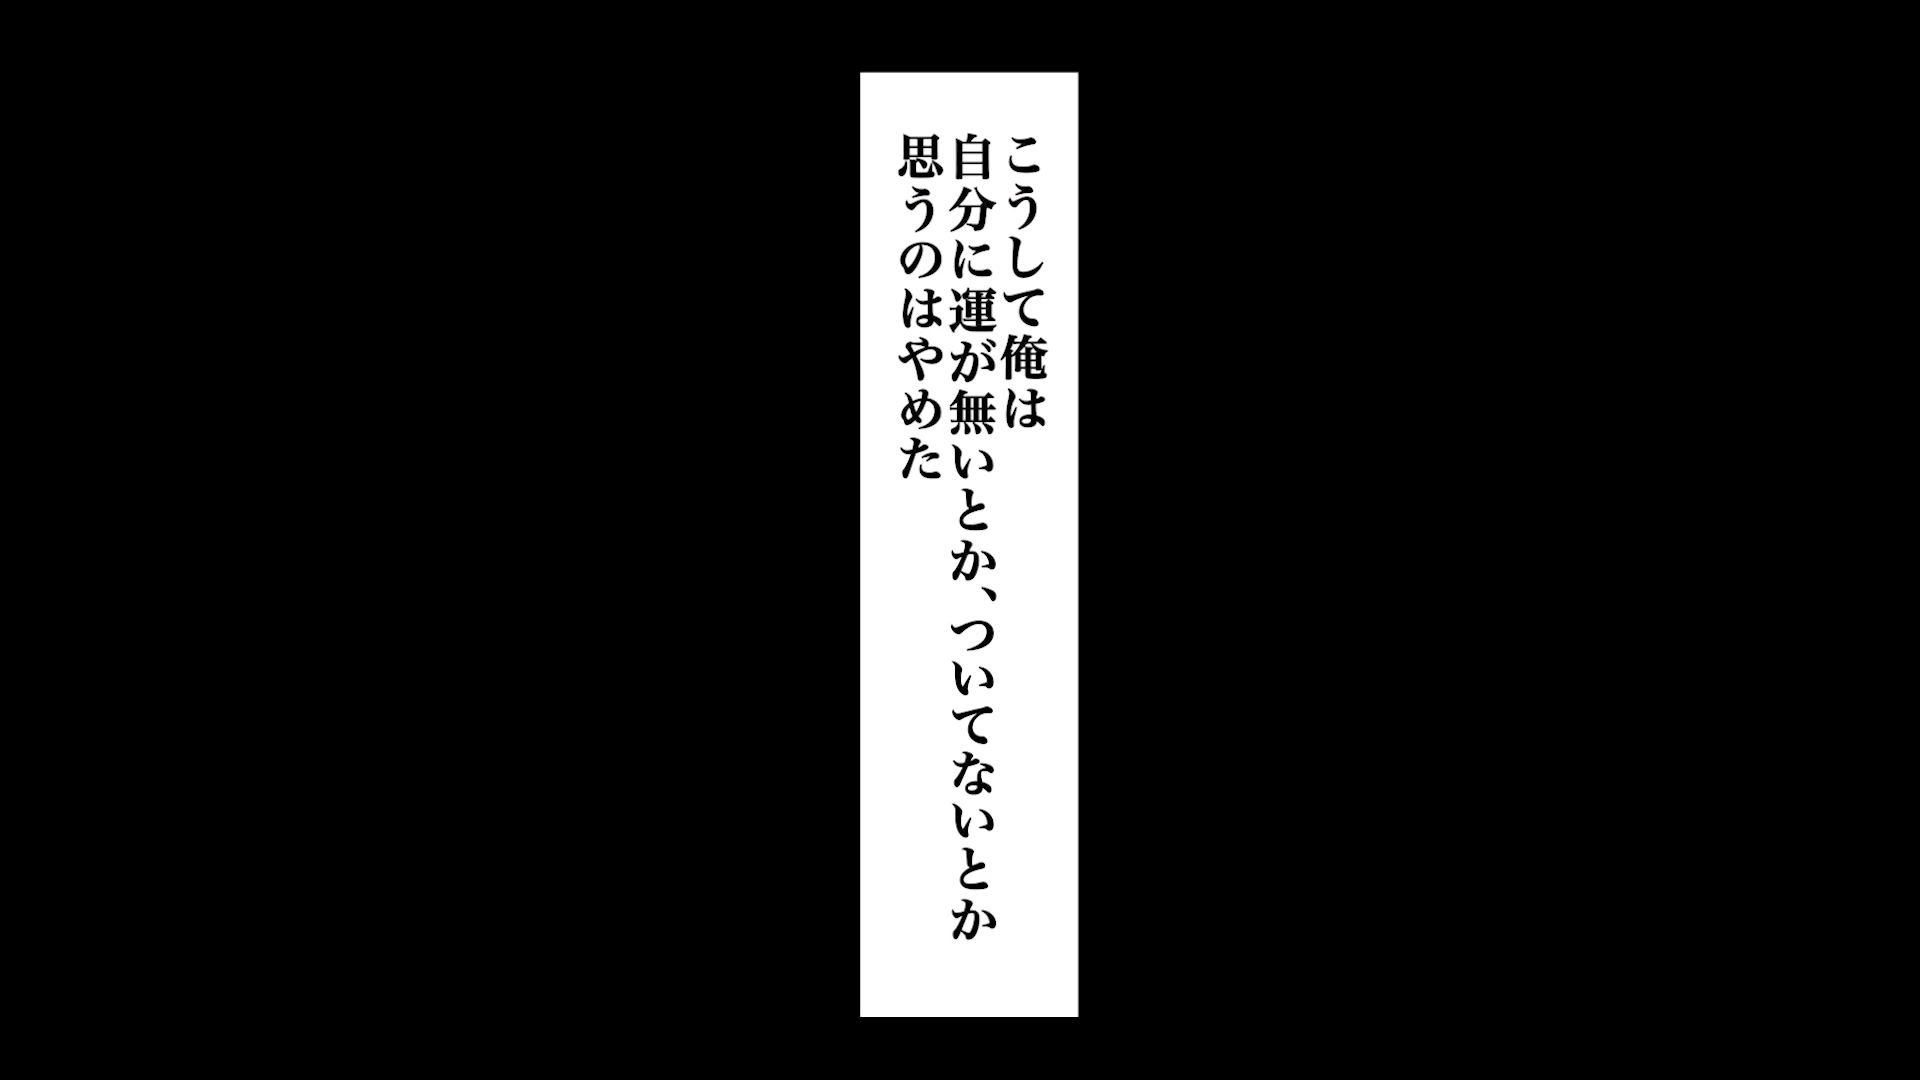 こうして俺は
自分に運が無いとか、ついてないとか
思うのはやめた